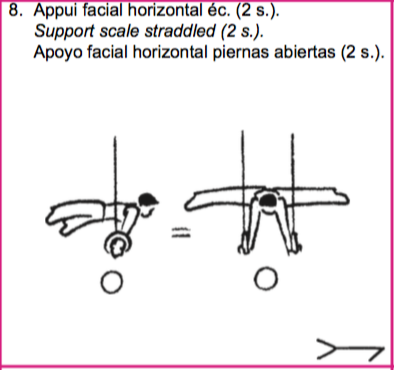 8. Appui facial horizontal éc. (2 s.).
Support scale straddled (2 s.).
Apoyo facial horizontal piernas abiertas (2 s.).